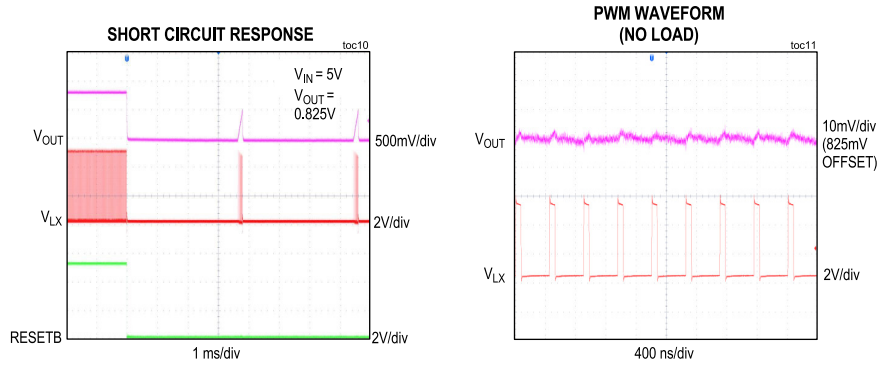 SHORT CIRCUIT RESPONSE
toc10
VIN = 5V
VOUT =
0.825V
VOUT
500mV/div
VLX
2V/div
RESETB
2V/div
1 ms/div
PWM WAVEFORM
(NO LOAD)
toc11
VOUT
10mV/div
(825mV
OFFSET)
VLX
2V/div
400 ns/div